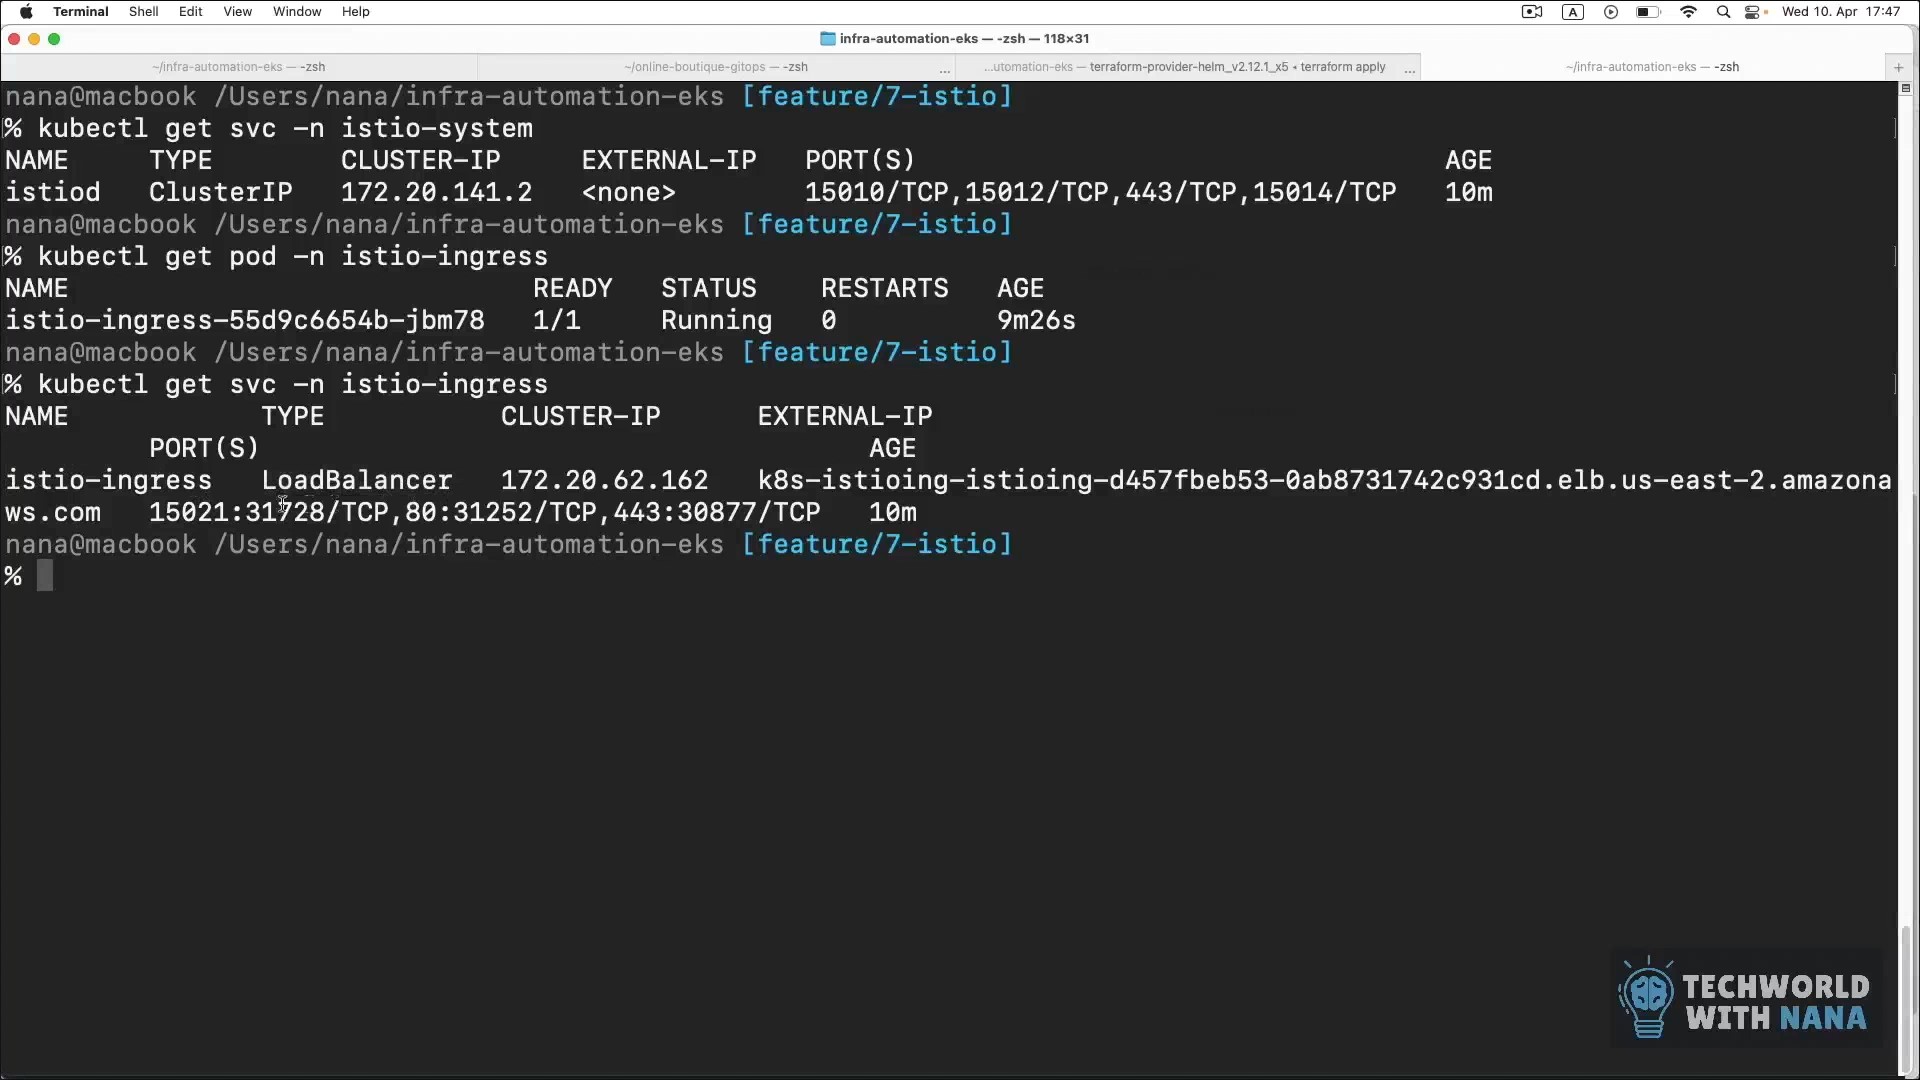 Terminal Shell Edit View Window Help A Wed 10. Apr 17:47
infra-automation-eks — -zsh — 118×31
~/infra-automation-eks — -zsh ~/online-boutique-gitops — -zsh ... ...utomation-eks — terraform-provider-helm_v2.12.1_x5 • terraform apply ... ~/infra-automation-eks — -zsh +
nana@macbook /Users/nana/infra-automation-eks [feature/7-istio]
% kubectl get svc -n istio-system
NAME TYPE CLUSTER-IP EXTERNAL-IP PORT(S) AGE
istiod ClusterIP 172.20.141.2 <none> 15010/TCP,15012/TCP,443/TCP,15014/TCP 10m
nana@macbook /Users/nana/infra-automation-eks [feature/7-istio]
% kubectl get pod -n istio-ingress
NAME READY STATUS RESTARTS AGE
istio-ingress-55d9c6654b-jbm78 1/1 Running 0 9m26s
nana@macbook /Users/nana/infra-automation-eks [feature/7-istio]
% kubectl get svc -n istio-ingress
NAME TYPE CLUSTER-IP EXTERNAL-IP
PORT(S) AGE
istio-ingress LoadBalancer 172.20.62.162 k8s-istioing-istioing-d457fbeb53-0ab8731742c931cd.elb.us-east-2.amazona
ws.com 15021:31728/TCP,80:31252/TCP,443:30877/TCP 10m
nana@macbook /Users/nana/infra-automation-eks [feature/7-istio]
%
TECHWORLD
WITH NANA